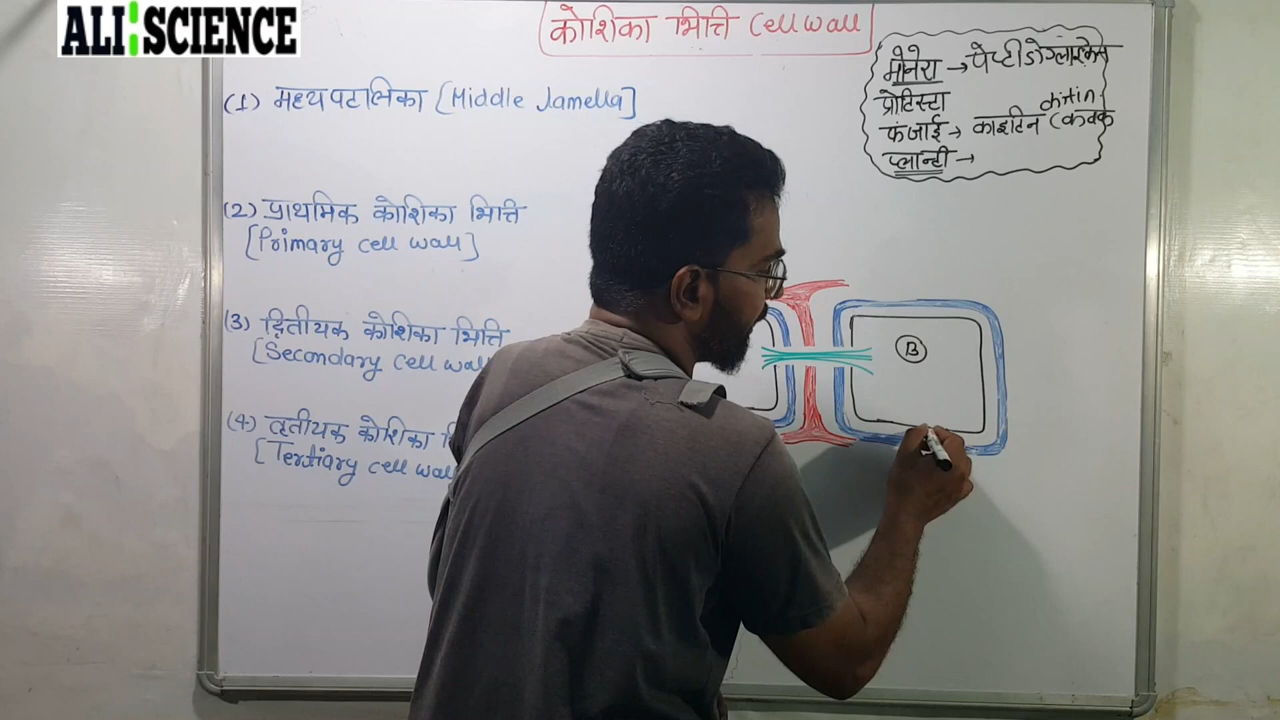 ALI SCIENCE
कोशिका भित्ति Cell wall
मोनेरा → पेप्टीडोग्लाइकेन
प्रोटिस्टा
फंजाई → काइटिन (कवक
प्लान्टी →
(1) मध्यपटलिका [Middle lamella]
(2) प्राथमिक कोशिका भित्ति
[Primary cell wall]
(3) द्वितीयक कोशिका भित्ति
[Secondary cell wall
(4) तृतीयक कोशिका
[Tertiary cell wall
B